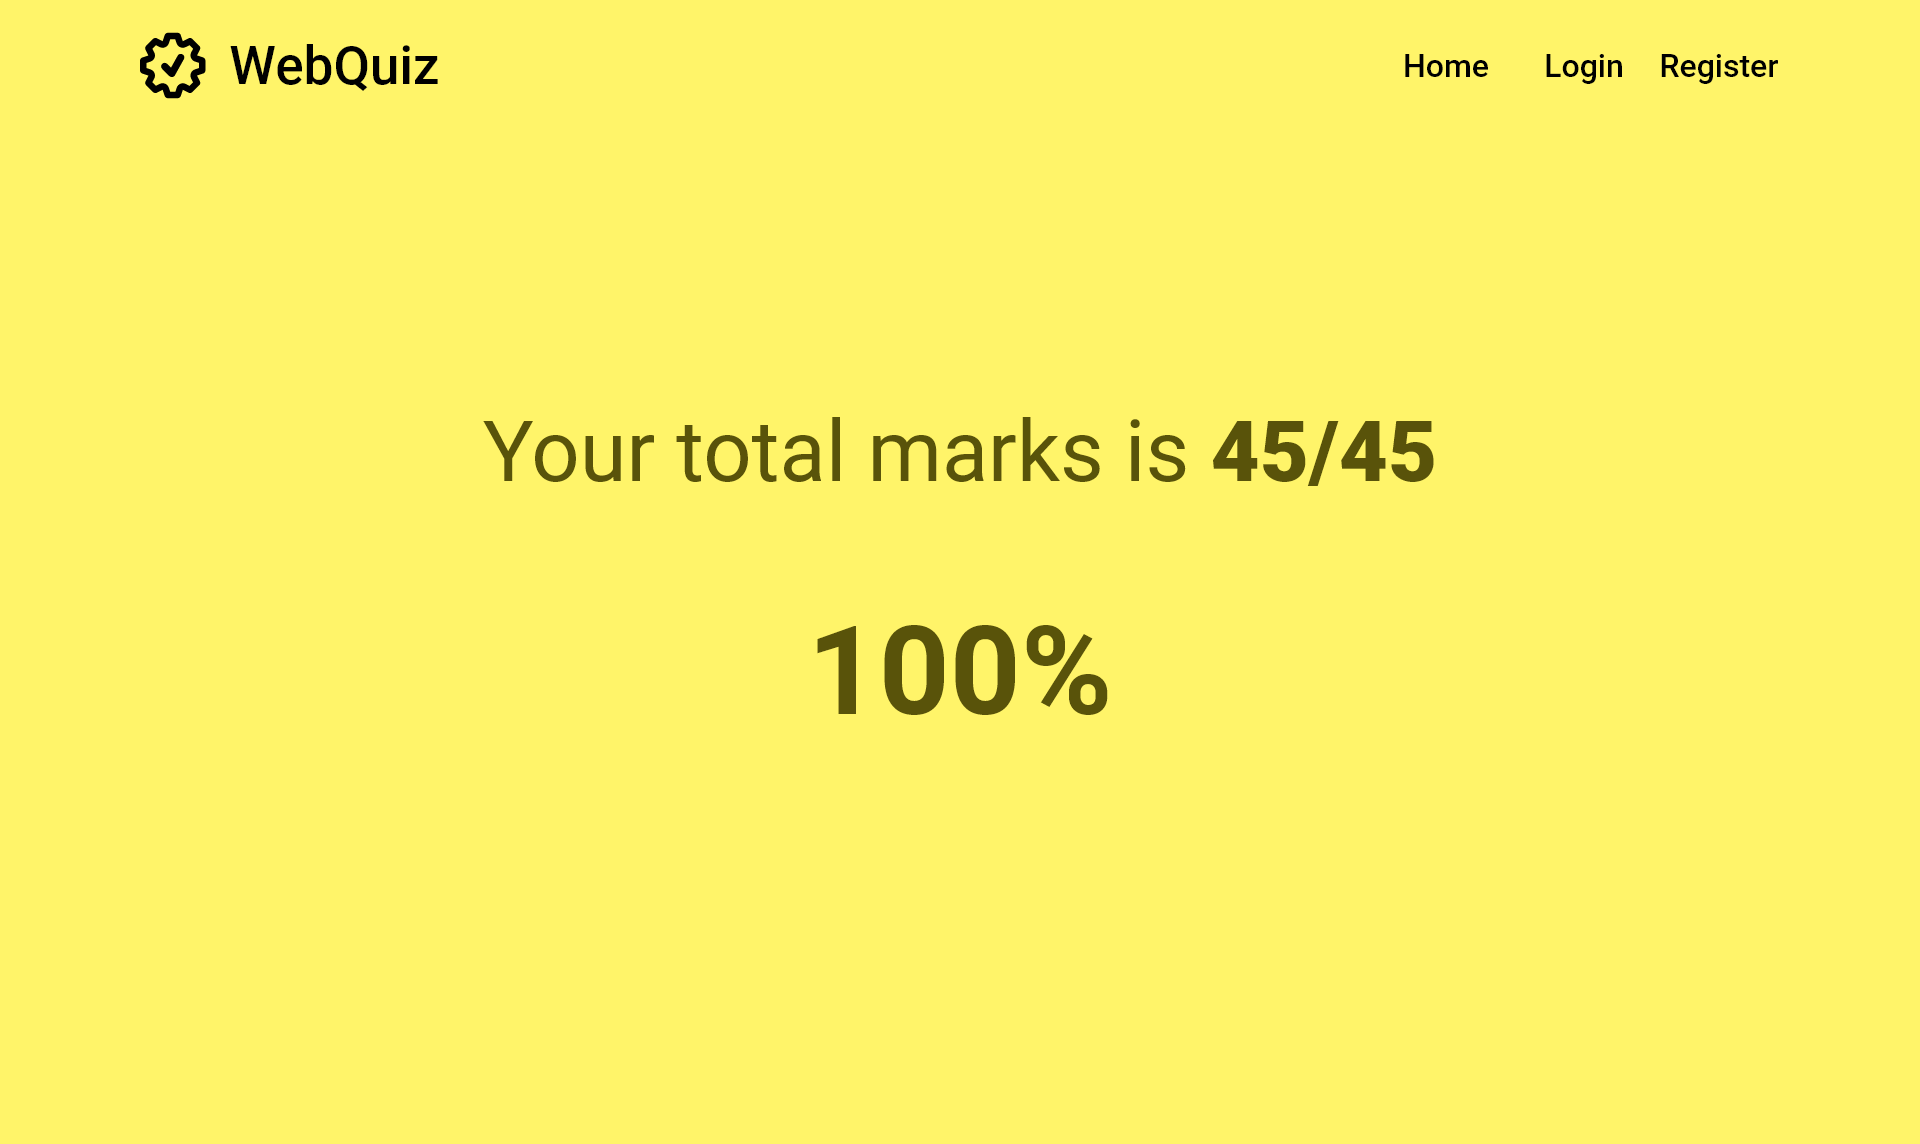 WebQuiz
Home Login Register
Your total marks is 45/45
100%